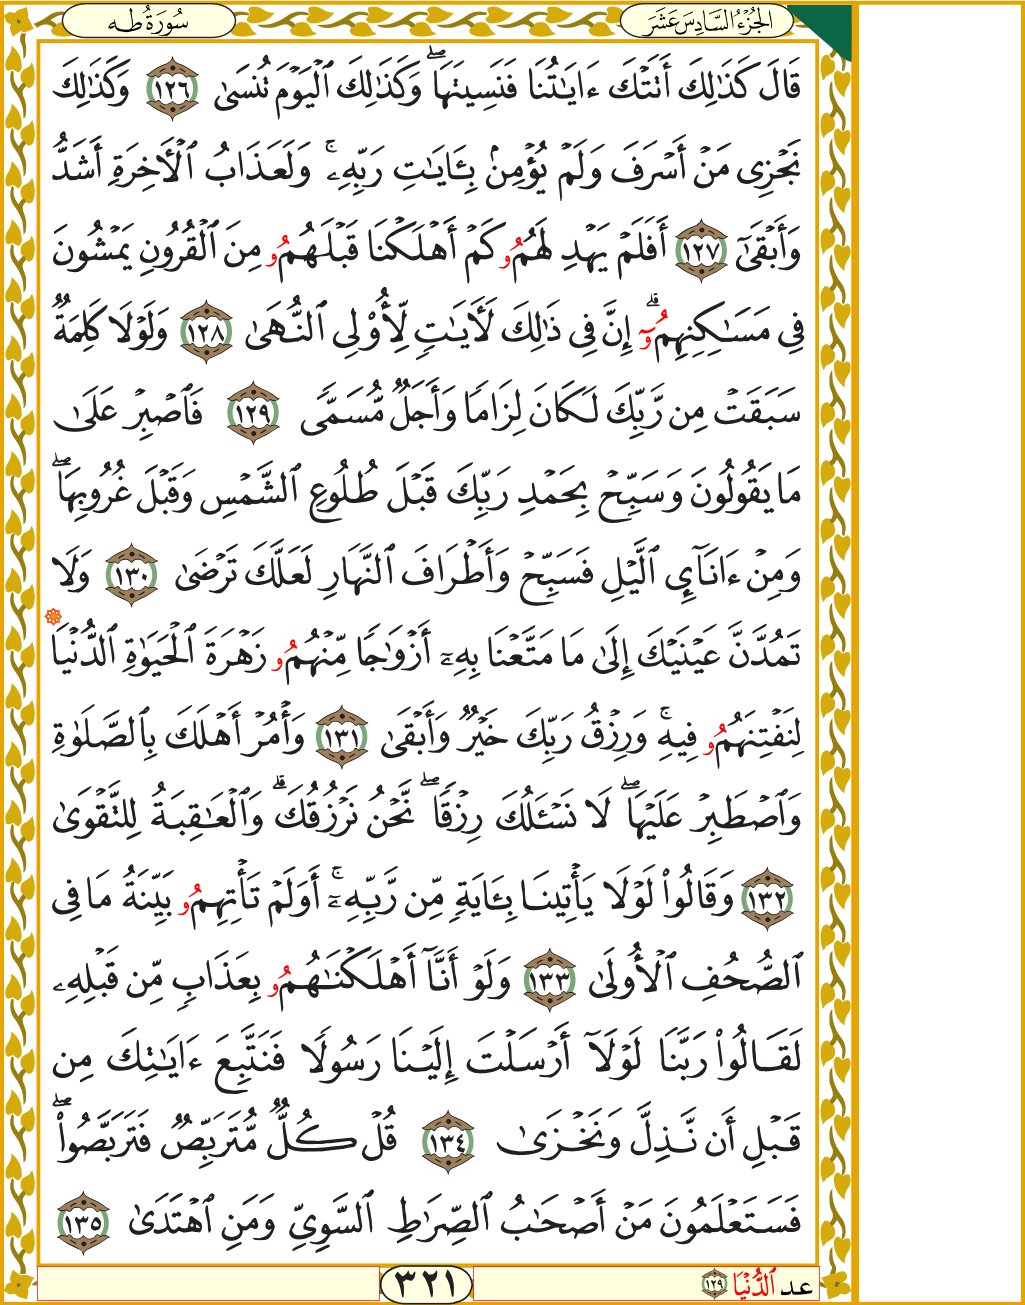 الجُزْءُ السَّادِسَ عَشَرَ
سُورَةُ طه
قَالَ كَذَٰلِكَ أَتَتْكَ ءَايَٰتُنَا فَنَسِيتَهَاۖ وَكَذَٰلِكَ ٱلْيَوْمَ تُنسَىٰ ١٢٦ وَكَذَٰلِكَ
نَجْزِى مَنْ أَسْرَفَ وَلَمْ يُؤْمِنۢ بِـَٔايَٰتِ رَبِّهِۦۚ وَلَعَذَابُ ٱلْأَخِرَةِ أَشَدُّ
وَأَبْقَىٰٓ ١٢٧ أَفَلَمْ يَهْدِ لَهُمُۥ كَمْ أَهْلَكْنَا قَبْلَهُمُۥ مِنَ ٱلْقُرُونِ يَمْشُونَ
فِى مَسَٰكِنِهِمُۥٓۗ إِنَّ فِى ذَٰلِكَ لَأَيَٰتٍ لِّأُوْلِى ٱلنُّهَىٰ ١٢٨ وَلَوْلَا كَلِمَةٌ
سَبَقَتْ مِن رَّبِّكَ لَكَانَ لِزَامًا وَأَجَلٌ مُّسَمًّى ١٢٩ فَٱصْبِرْ عَلَىٰ
مَا يَقُولُونَ وَسَبِّحْ بِحَمْدِ رَبِّكَ قَبْلَ طُلُوعِ ٱلشَّمْسِ وَقَبْلَ غُرُوبِهَاۖ
وَمِنْ ءَانَآئِ ٱلَّيْلِ فَسَبِّحْ وَأَطْرَافَ ٱلنَّهَارِ لَعَلَّكَ تَرْضَىٰ ١٣٠ وَلَا
تَمُدَّنَّ عَيْنَيْكَ إِلَىٰ مَا مَتَّعْنَا بِهِۦٓ أَزْوَٰجًا مِّنْهُمُۥ زَهْرَةَ ٱلْحَيَوٰةِ ٱلدُّنْيَا
لِنَفْتِنَهُمُۥ فِيهِۚ وَرِزْقُ رَبِّكَ خَيْرٌ وَأَبْقَىٰ ١٣١ وَأْمُرْ أَهْلَكَ بِٱلصَّلَوٰةِ
وَٱصْطَبِرْ عَلَيْهَاۖ لَا نَسْـَٔلُكَ رِزْقًاۖ نَّحْنُ نَرْزُقُكَۗ وَٱلْعَٰقِبَةُ لِلتَّقْوَىٰ
١٣٢ وَقَالُوا۟ لَوْلَا يَأْتِينَا بِـَٔايَةٍ مِّن رَّبِّهِۦٓۚ أَوَلَمْ تَأْتِهِمُۥ بَيِّنَةُ مَا فِى
ٱلصُّحُفِ ٱلْأُولَىٰ ١٣٣ وَلَوْ أَنَّآ أَهْلَكْنَٰهُمُۥ بِعَذَابٍ مِّن قَبْلِهِۦ
لَقَالُوا۟ رَبَّنَا لَوْلَآ أَرْسَلْتَ إِلَيْنَا رَسُولًا فَنَتَّبِعَ ءَايَٰتِكَ مِن
قَبْلِ أَن نَّذِلَّ وَنَخْزَىٰ ١٣٤ قُلْ كُلٌّ مُّتَرَبِّصٌ فَتَرَبَّصُوا۟ۖ
فَسَتَعْلَمُونَ مَنْ أَصْحَٰبُ ٱلصِّرَٰطِ ٱلسَّوِىِّ وَمَنِ ٱهْتَدَىٰ ١٣٥
عد ٱلدُّنْيَا ١٢٩
٣٢١